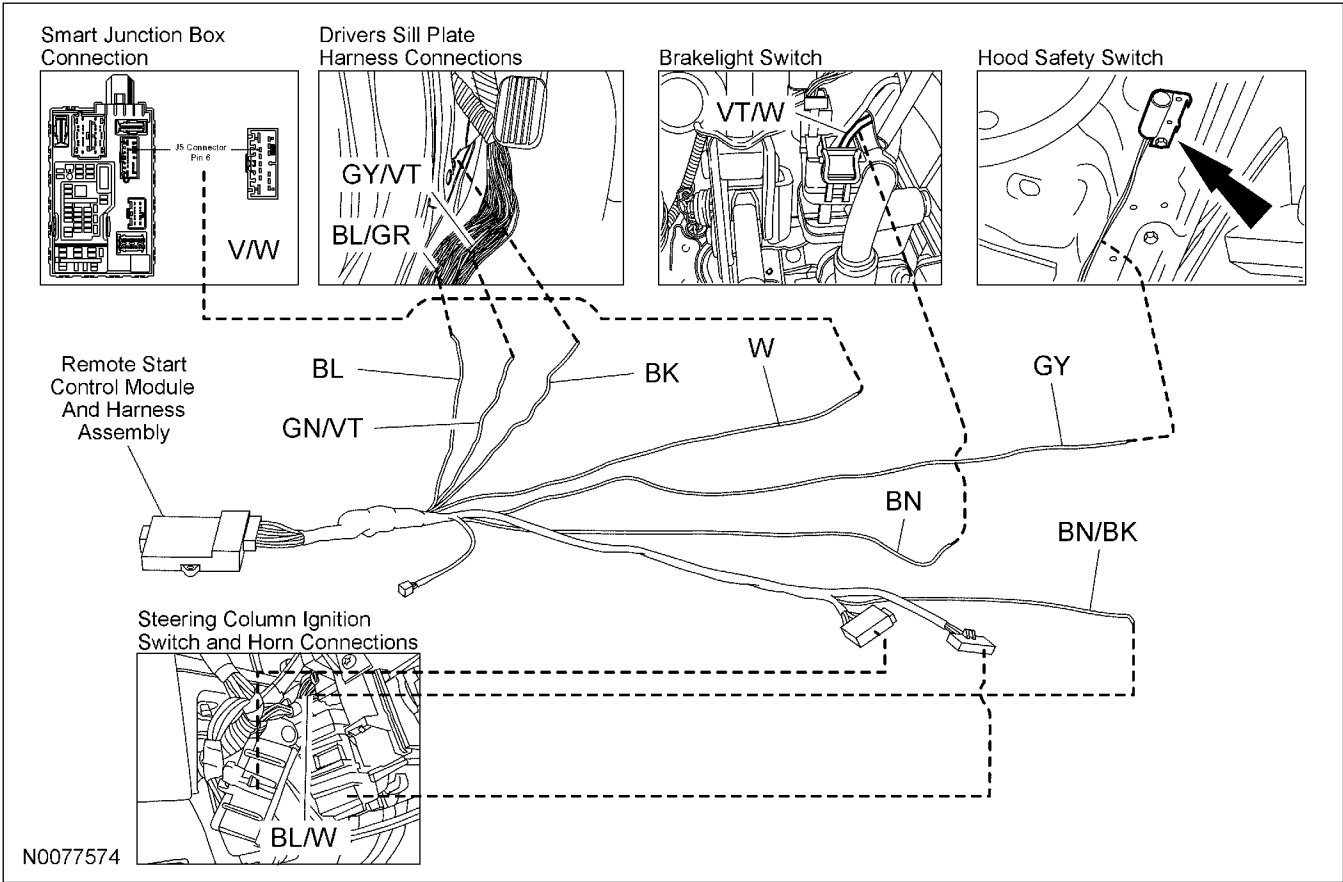 Smart Junction Box
Connection
Drivers Sill Plate
Harness Connections
Brakelight Switch
Hood Safety Switch
J5 Connector
Pin 6
V/W
GY/VT
BL/GR
VT/W
Remote Start
Control Module
And Harness
Assembly
BL
GN/VT
BK
W
GY
BN
BN/BK
Steering Column Ignition
Switch and Horn Connections
BL/W
N0077574